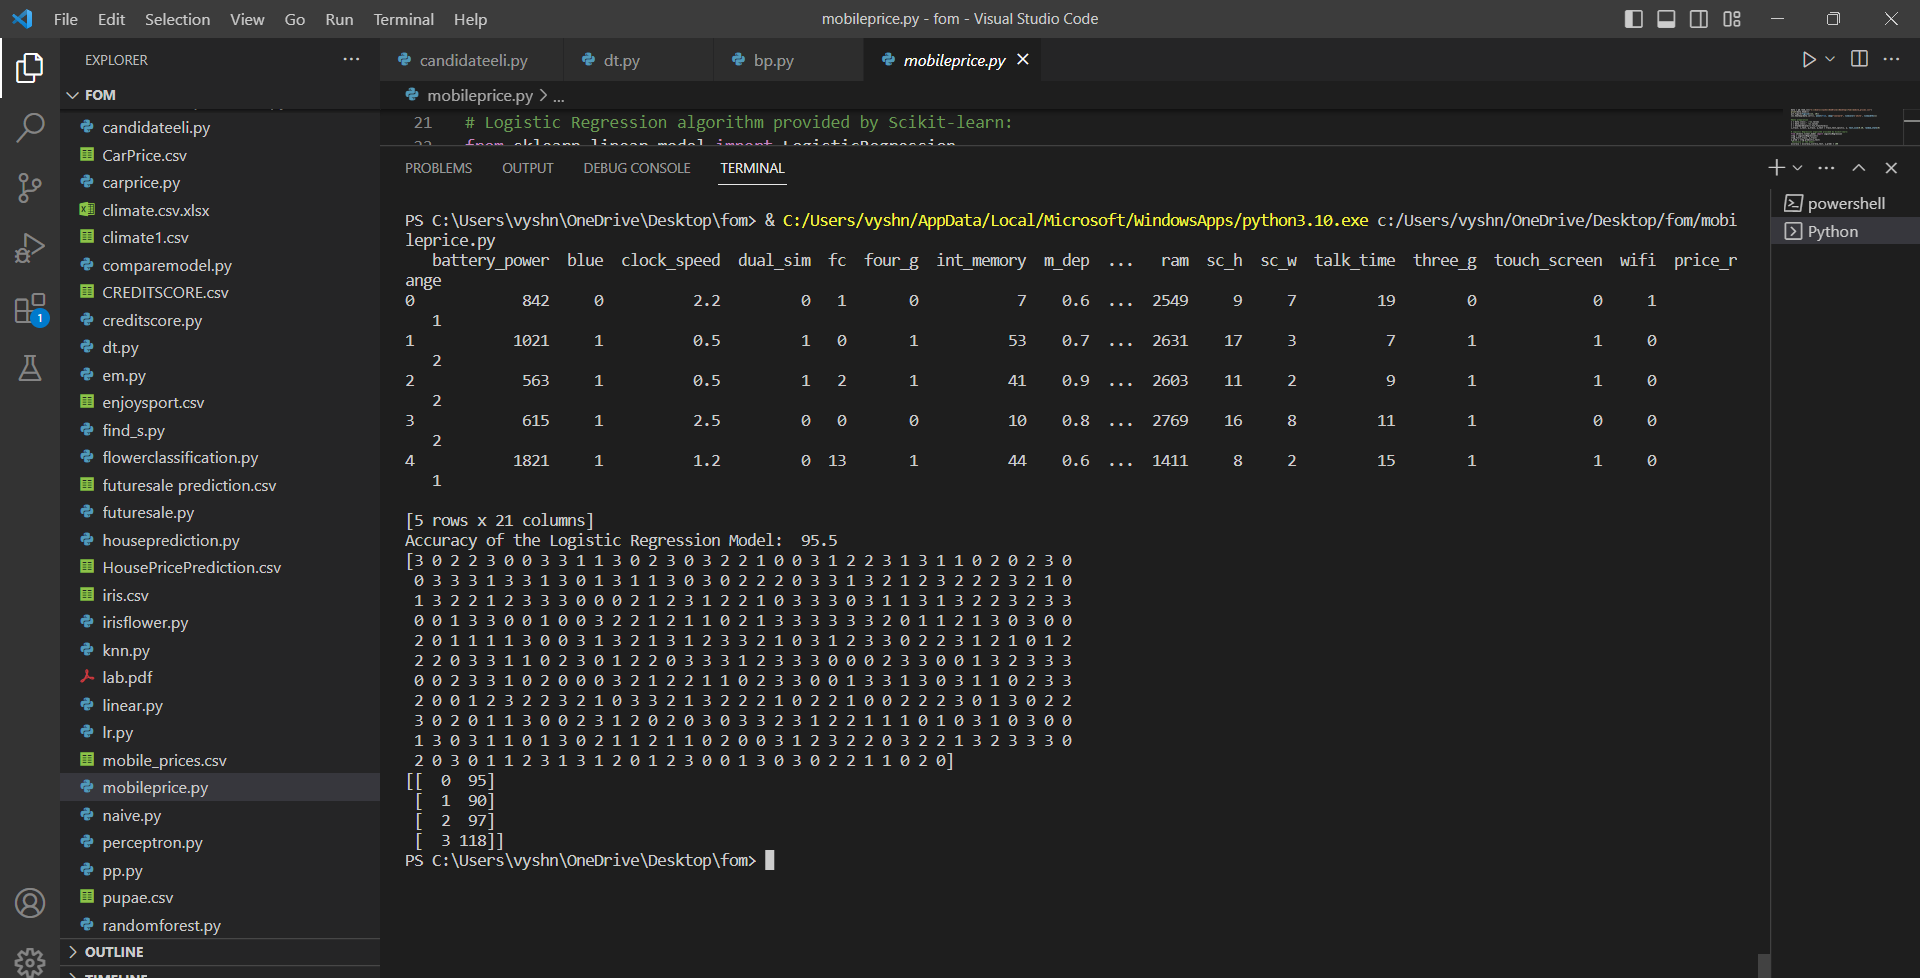 File Edit Selection View Go Run Terminal Help
mobileprice.py - fom - Visual Studio Code
EXPLORER
FOM
candidateeli.py
CarPrice.csv
carprice.py
climate.csv.xlsx
climate1.csv
comparemodel.py
CREDITSCORE.csv
creditscore.py
dt.py
em.py
enjoysport.csv
find_s.py
flowerclassification.py
futuresale prediction.csv
futuresale.py
houseprediction.py
HousePricePrediction.csv
iris.csv
irisflower.py
knn.py
lab.pdf
linear.py
lr.py
mobile_prices.csv
mobileprice.py
naive.py
perceptron.py
pp.py
pupae.csv
randomforest.py
OUTLINE
TIMELINE
1
candidateeli.py dt.py bp.py mobileprice.py
mobileprice.py > ...
21 # Logistic Regression algorithm provided by Scikit-learn:
22 from sklearn.linear_model import LogisticRegression
PROBLEMS OUTPUT DEBUG CONSOLE TERMINAL
powershell
Python
PS C:\Users\vyshn\OneDrive\Desktop\fom> & C:/Users/vyshn/AppData/Local/Microsoft/WindowsApps/python3.10.exe c:/Users/vyshn/OneDrive/Desktop/fom/mobi
leprice.py
battery_power blue clock_speed dual_sim fc four_g int_memory m_dep ... ram sc_h sc_w talk_time three_g touch_screen wifi price_r
ange
0 842 0 2.2 0 1 0 7 0.6 ... 2549 9 7 19 0 0 1
1
1 1021 1 0.5 1 0 1 53 0.7 ... 2631 17 3 7 1 1 0
2
2 563 1 0.5 1 2 1 41 0.9 ... 2603 11 2 9 1 1 0
2
3 615 1 2.5 0 0 0 10 0.8 ... 2769 16 8 11 1 0 0
2
4 1821 1 1.2 0 13 1 44 0.6 ... 1411 8 2 15 1 1 0
1
[5 rows x 21 columns]
Accuracy of the Logistic Regression Model: 95.5
[3 0 2 2 3 0 0 3 3 1 1 3 0 2 3 0 3 2 2 1 0 0 3 1 2 2 3 1 3 1 1 0 2 0 2 3 0
0 3 3 3 1 3 3 1 3 0 1 3 1 1 3 0 3 0 2 2 2 0 3 3 1 3 2 1 2 3 2 2 2 3 2 1 0
1 3 2 2 1 2 3 3 3 0 0 0 2 1 2 3 1 2 2 1 0 3 3 3 0 3 1 1 3 1 3 2 2 3 2 3 3
0 0 1 3 3 0 0 1 0 0 3 2 2 1 2 1 1 0 2 1 3 3 3 3 3 3 2 0 1 1 2 1 3 0 3 0 0
2 0 1 1 1 1 3 0 0 3 1 3 2 1 3 1 2 3 3 2 1 0 3 1 2 3 3 0 2 2 3 1 2 1 0 1 2
2 2 0 3 3 1 1 0 2 3 0 1 2 2 0 3 3 3 1 2 3 3 3 0 0 0 2 3 3 0 0 1 3 2 3 3 3
0 0 2 3 3 1 0 2 0 0 0 3 2 1 2 2 1 1 0 2 3 3 0 0 1 3 3 1 3 0 3 1 1 0 2 3 3
2 0 0 1 2 3 2 2 3 2 1 0 3 3 2 1 3 2 2 2 1 0 2 2 1 0 0 2 2 2 3 0 1 3 0 2 2
3 0 2 0 1 1 3 0 0 2 3 1 2 0 2 0 3 0 3 3 2 3 1 2 2 1 1 1 0 1 0 3 1 0 3 0 0
1 3 0 3 1 1 0 1 3 0 2 1 1 2 1 1 0 2 0 0 3 1 2 3 2 2 0 3 2 2 1 3 2 3 3 3 0
2 0 3 0 1 1 2 3 1 3 1 2 0 1 2 3 0 0 1 3 0 3 0 2 2 1 1 0 2 0]
[[ 0 95]
[ 1 90]
[ 2 97]
[ 3 118]]
PS C:\Users\vyshn\OneDrive\Desktop\fom>